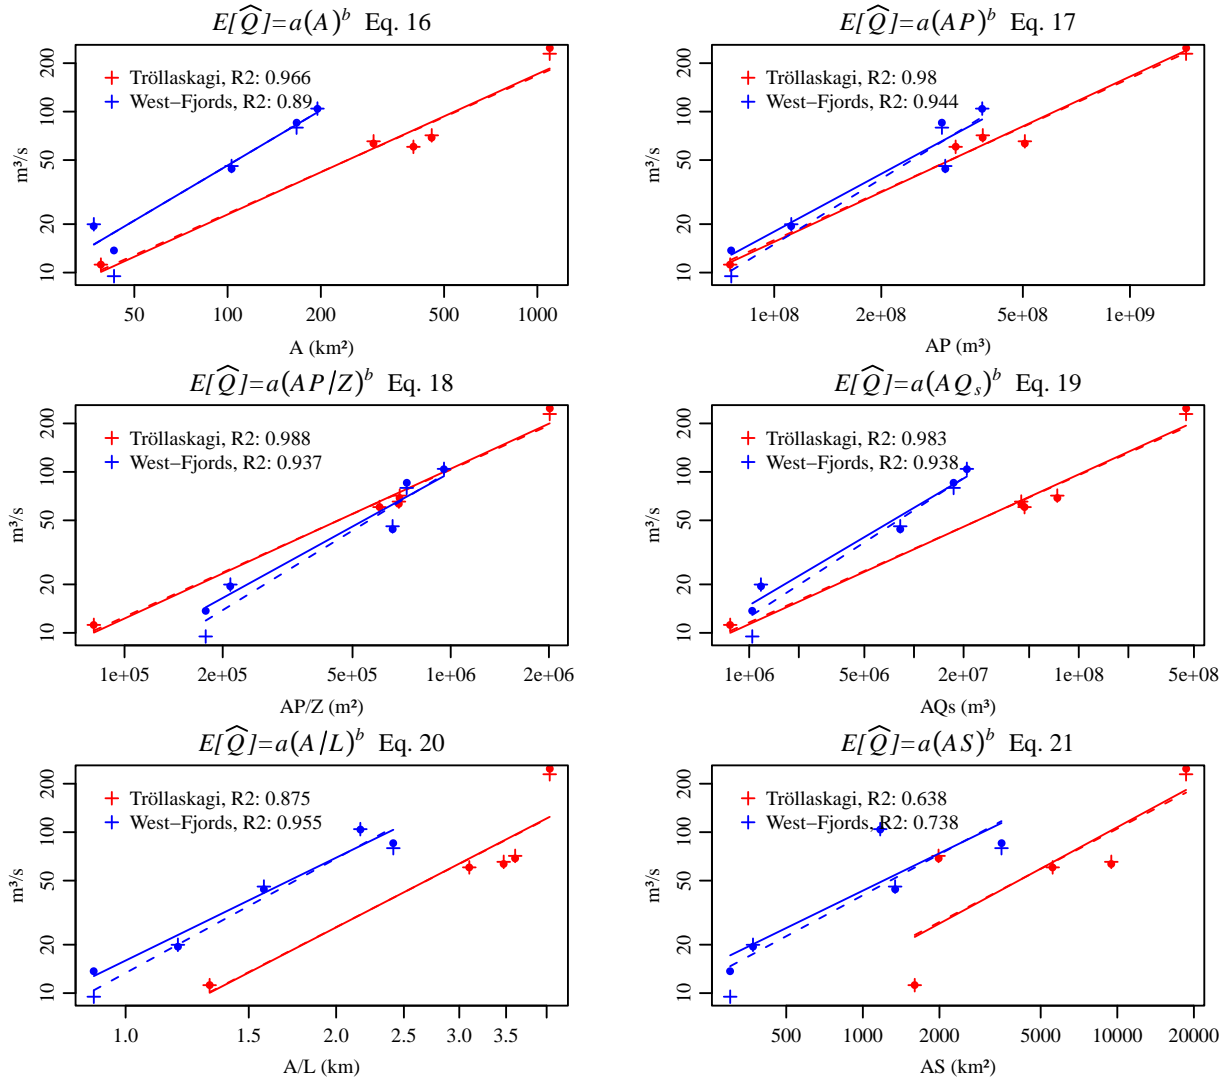 E[Q̂]=a(A)^b Eq. 16
Tröllaskagi, R2: 0.966
West−Fjords, R2: 0.89
m³/s
10 20 50 100 200
50 100 200 500 1000
A (km²)
E[Q̂]=a(AP)^b Eq. 17
Tröllaskagi, R2: 0.98
West−Fjords, R2: 0.944
m³/s
10 20 50 100 200
1e+08 2e+08 5e+08 1e+09
AP (m³)
E[Q̂]=a(AP/Z)^b Eq. 18
Tröllaskagi, R2: 0.988
West−Fjords, R2: 0.937
m³/s
10 20 50 100 200
1e+05 2e+05 5e+05 1e+06 2e+06
AP/Z (m²)
E[Q̂]=a(AQₛ)^b Eq. 19
Tröllaskagi, R2: 0.983
West−Fjords, R2: 0.938
m³/s
10 20 50 100 200
1e+06 5e+06 2e+07 1e+08 5e+08
AQs (m³)
E[Q̂]=a(A/L)^b Eq. 20
Tröllaskagi, R2: 0.875
West−Fjords, R2: 0.955
m³/s
10 20 50 100 200
1.0 1.5 2.0 2.5 3.0 3.5
A/L (km)
E[Q̂]=a(AS)^b Eq. 21
Tröllaskagi, R2: 0.638
West−Fjords, R2: 0.738
m³/s
10 20 50 100 200
500 1000 2000 5000 10000 20000
AS (km²)